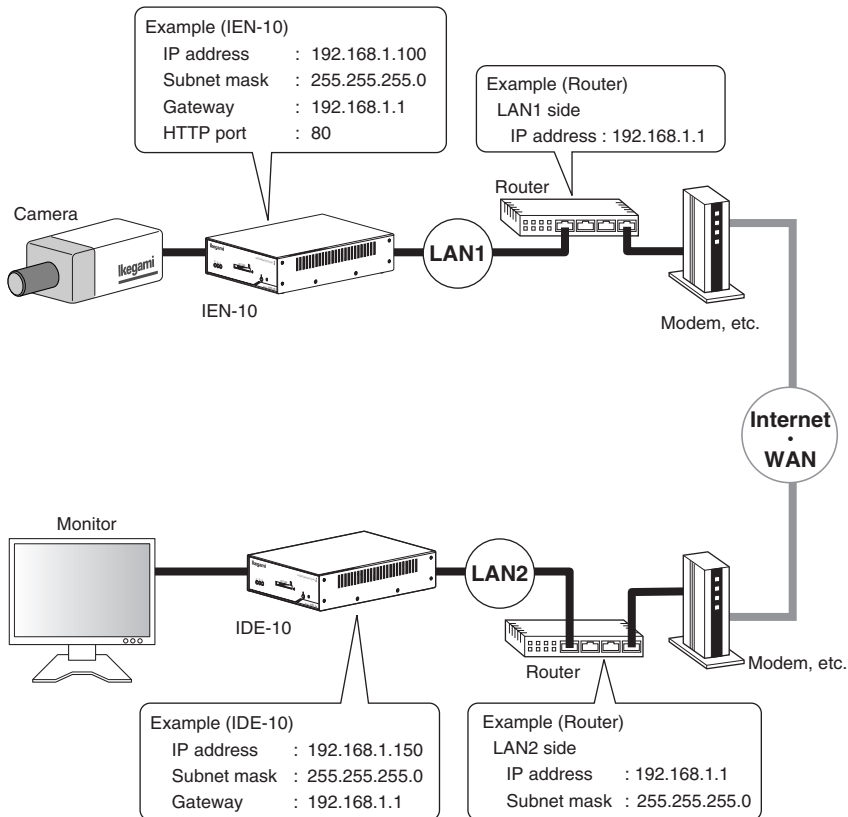 Example (IEN-10)
IP address : 192.168.1.100
Subnet mask : 255.255.255.0
Gateway : 192.168.1.1
HTTP port : 80
Example (Router)
LAN1 side
IP address : 192.168.1.1
Router
Camera
Ikegami
Ikegami
LAN1
IEN-10
Modem, etc.
Internet
・
WAN
Monitor
Ikegami
LAN2
IDE-10
Router
Modem, etc.
Example (IDE-10)
IP address : 192.168.1.150
Subnet mask : 255.255.255.0
Gateway : 192.168.1.1
Example (Router)
LAN2 side
IP address : 192.168.1.1
Subnet mask : 255.255.255.0